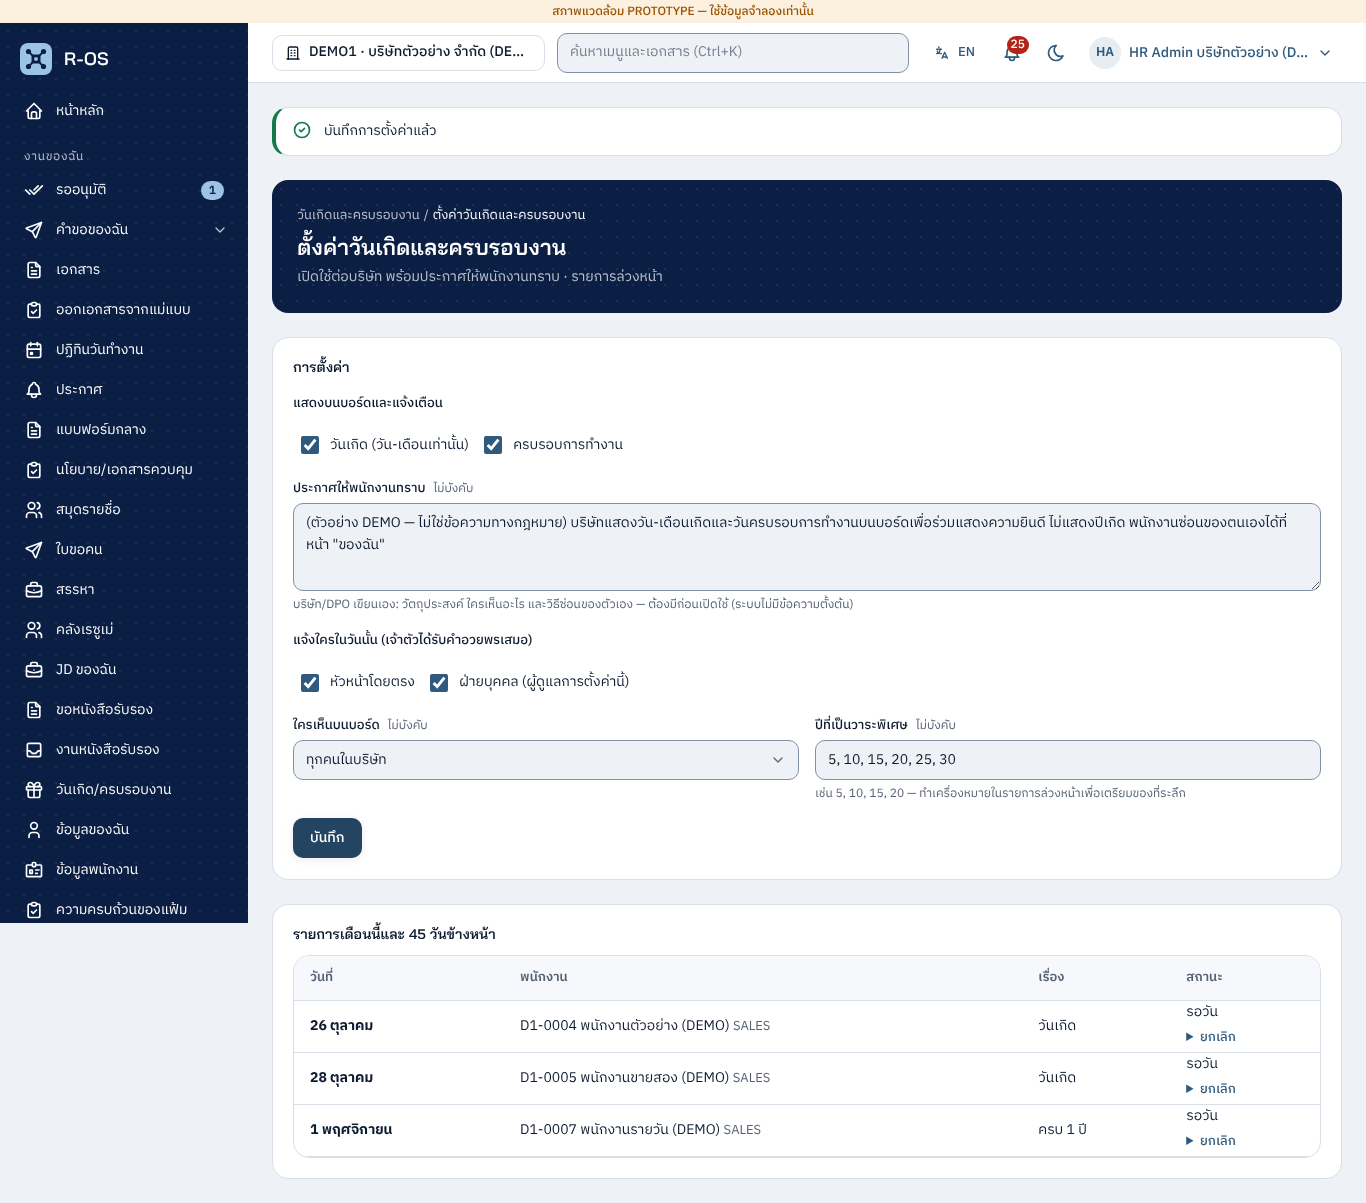 สภาพแวดล้อม PROTOTYPE — ใช้ข้อมูลจำลองเท่านั้น
R-OS
DEMO1 · บริษัทตัวอย่าง จำกัด (DE...
ค้นหาเมนูและเอกสาร (Ctrl+K)
EN
25
HA
HR Admin บริษัทตัวอย่าง (D...
หน้าหลัก
งานของฉัน
รออนุมัติ
1
คำขอของฉัน
เอกสาร
ออกเอกสารจากแม่แบบ
ปฏิทินวันทำงาน
ประกาศ
แบบฟอร์มกลาง
นโยบาย/เอกสารควบคุม
สมุดรายชื่อ
ใบขอคน
สรรหา
คลังเรซูเม่
JD ของฉัน
ขอหนังสือรับรอง
งานหนังสือรับรอง
วันเกิด/ครบรอบงาน
ข้อมูลของฉัน
ข้อมูลพนักงาน
ความครบถ้วนของแฟ้ม
บันทึกการตั้งค่าแล้ว
วันเกิดและครบรอบงาน / ตั้งค่าวันเกิดและครบรอบงาน
ตั้งค่าวันเกิดและครบรอบงาน
เปิดใช้ต่อบริษัท พร้อมประกาศให้พนักงานทราบ · รายการล่วงหน้า
การตั้งค่า
แสดงบนบอร์ดและแจ้งเตือน
วันเกิด (วัน-เดือนเท่านั้น)
ครบรอบการทำงาน
ประกาศให้พนักงานทราบ ไม่บังคับ
(ตัวอย่าง DEMO — ไม่ใช่ข้อความทางกฎหมาย) บริษัทแสดงวัน-เดือนเกิดและวันครบรอบการทำงานบนบอร์ดเพื่อร่วมแสดงความยินดี ไม่แสดงปีเกิด พนักงานซ่อนของตนเองได้ที่
หน้า "ของฉัน"
บริษัท/DPO เขียนเอง: วัตถุประสงค์ ใครเห็นอะไร และวิธีซ่อนของตัวเอง — ต้องมีก่อนเปิดใช้ (ระบบไม่มีข้อความตั้งต้น)
แจ้งใครในวันนั้น (เจ้าตัวได้รับคำอวยพรเสมอ)
หัวหน้าโดยตรง
ฝ่ายบุคคล (ผู้ดูแลการตั้งค่านี้)
ใครเห็นบนบอร์ด ไม่บังคับ
ทุกคนในบริษัท
ปีที่เป็นวาระพิเศษ ไม่บังคับ
5, 10, 15, 20, 25, 30
เช่น 5, 10, 15, 20 — ทำเครื่องหมายในรายการล่วงหน้าเพื่อเตรียมของที่ระลึก
บันทึก
รายการเดือนนี้และ 45 วันข้างหน้า
วันที่ พนักงาน เรื่อง สถานะ
26 ตุลาคม D1-0004 พนักงานตัวอย่าง (DEMO) SALES วันเกิด รอวัน
ยกเลิก
28 ตุลาคม D1-0005 พนักงานขายสอง (DEMO) SALES วันเกิด รอวัน
ยกเลิก
1 พฤศจิกายน D1-0007 พนักงานรายวัน (DEMO) SALES ครบ 1 ปี รอวัน
ยกเลิก